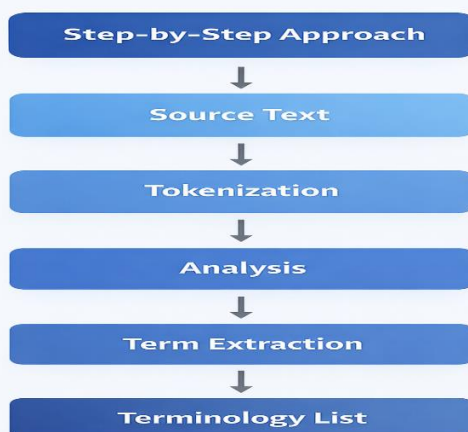 Step-by-Step Approach
Source Text
Tokenization
Analysis
Term Extraction
Terminology List